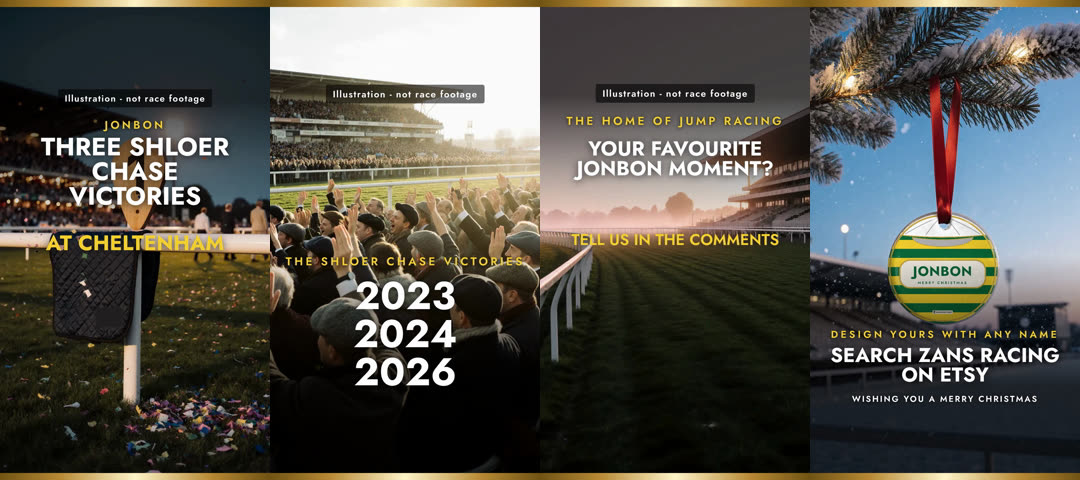 Illustration - not race footage
JONBON
THREE SHLOER
CHASE
VICTORIES
AT CHELTENHAM
Illustration - not race footage
THE SHLOER CHASE VICTORIES
2023
2024
2026
Illustration - not race footage
THE HOME OF JUMP RACING
YOUR FAVOURITE
JONBON MOMENT?
TELL US IN THE COMMENTS
JONBON
MERRY CHRISTMAS
DESIGN YOURS WITH ANY NAME
SEARCH ZANS RACING
ON ETSY
WISHING YOU A MERRY CHRISTMAS